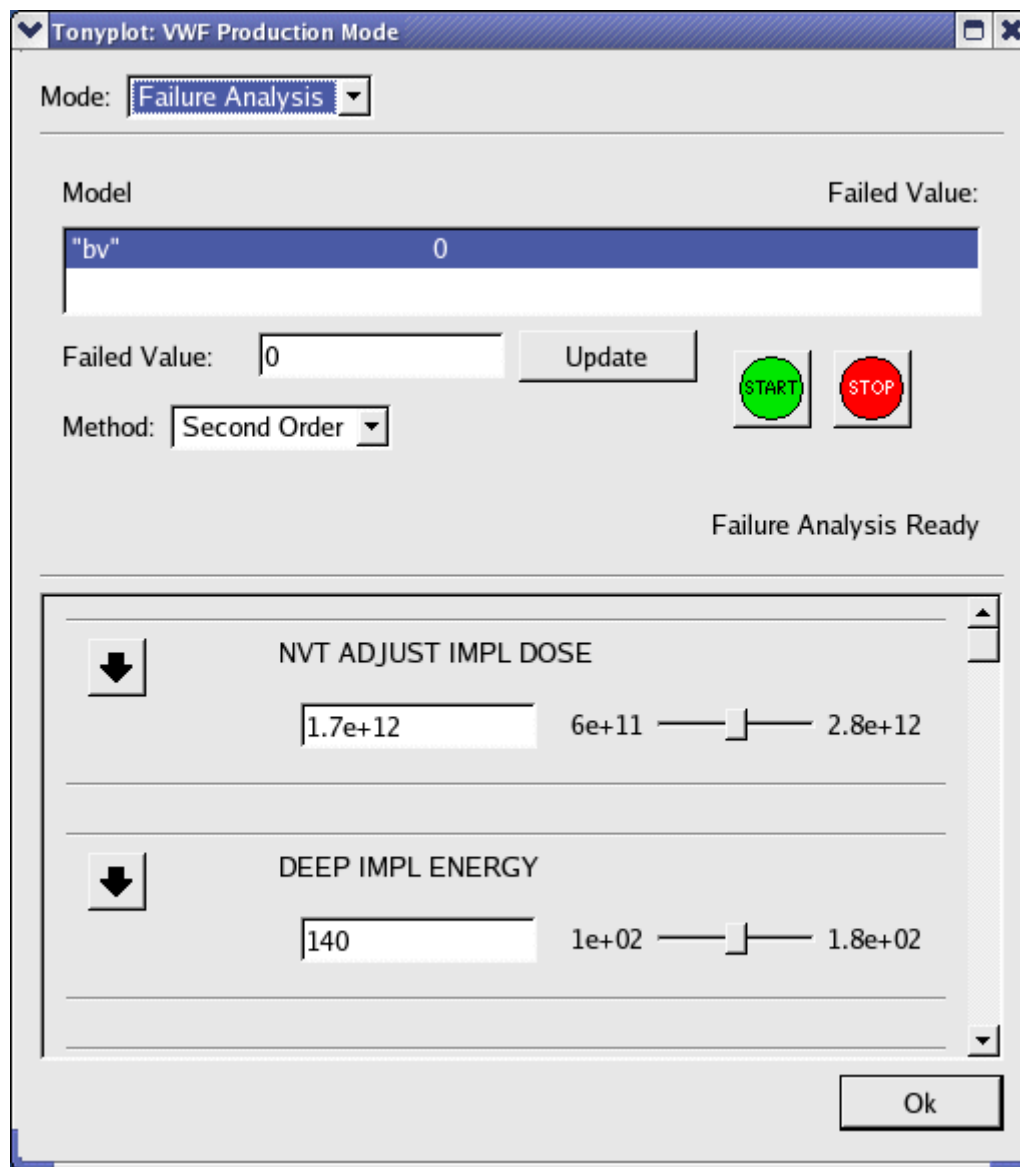 Tonyplot: VWF Production Mode
Mode: Failure Analysis
Model Failed Value:
"bv" 0
Failed Value: 0 Update START STOP
Method: Second Order
Failure Analysis Ready
NVT ADJUST IMPL DOSE
1.7e+12 6e+11 2.8e+12
DEEP IMPL ENERGY
140 1e+02 1.8e+02
Ok